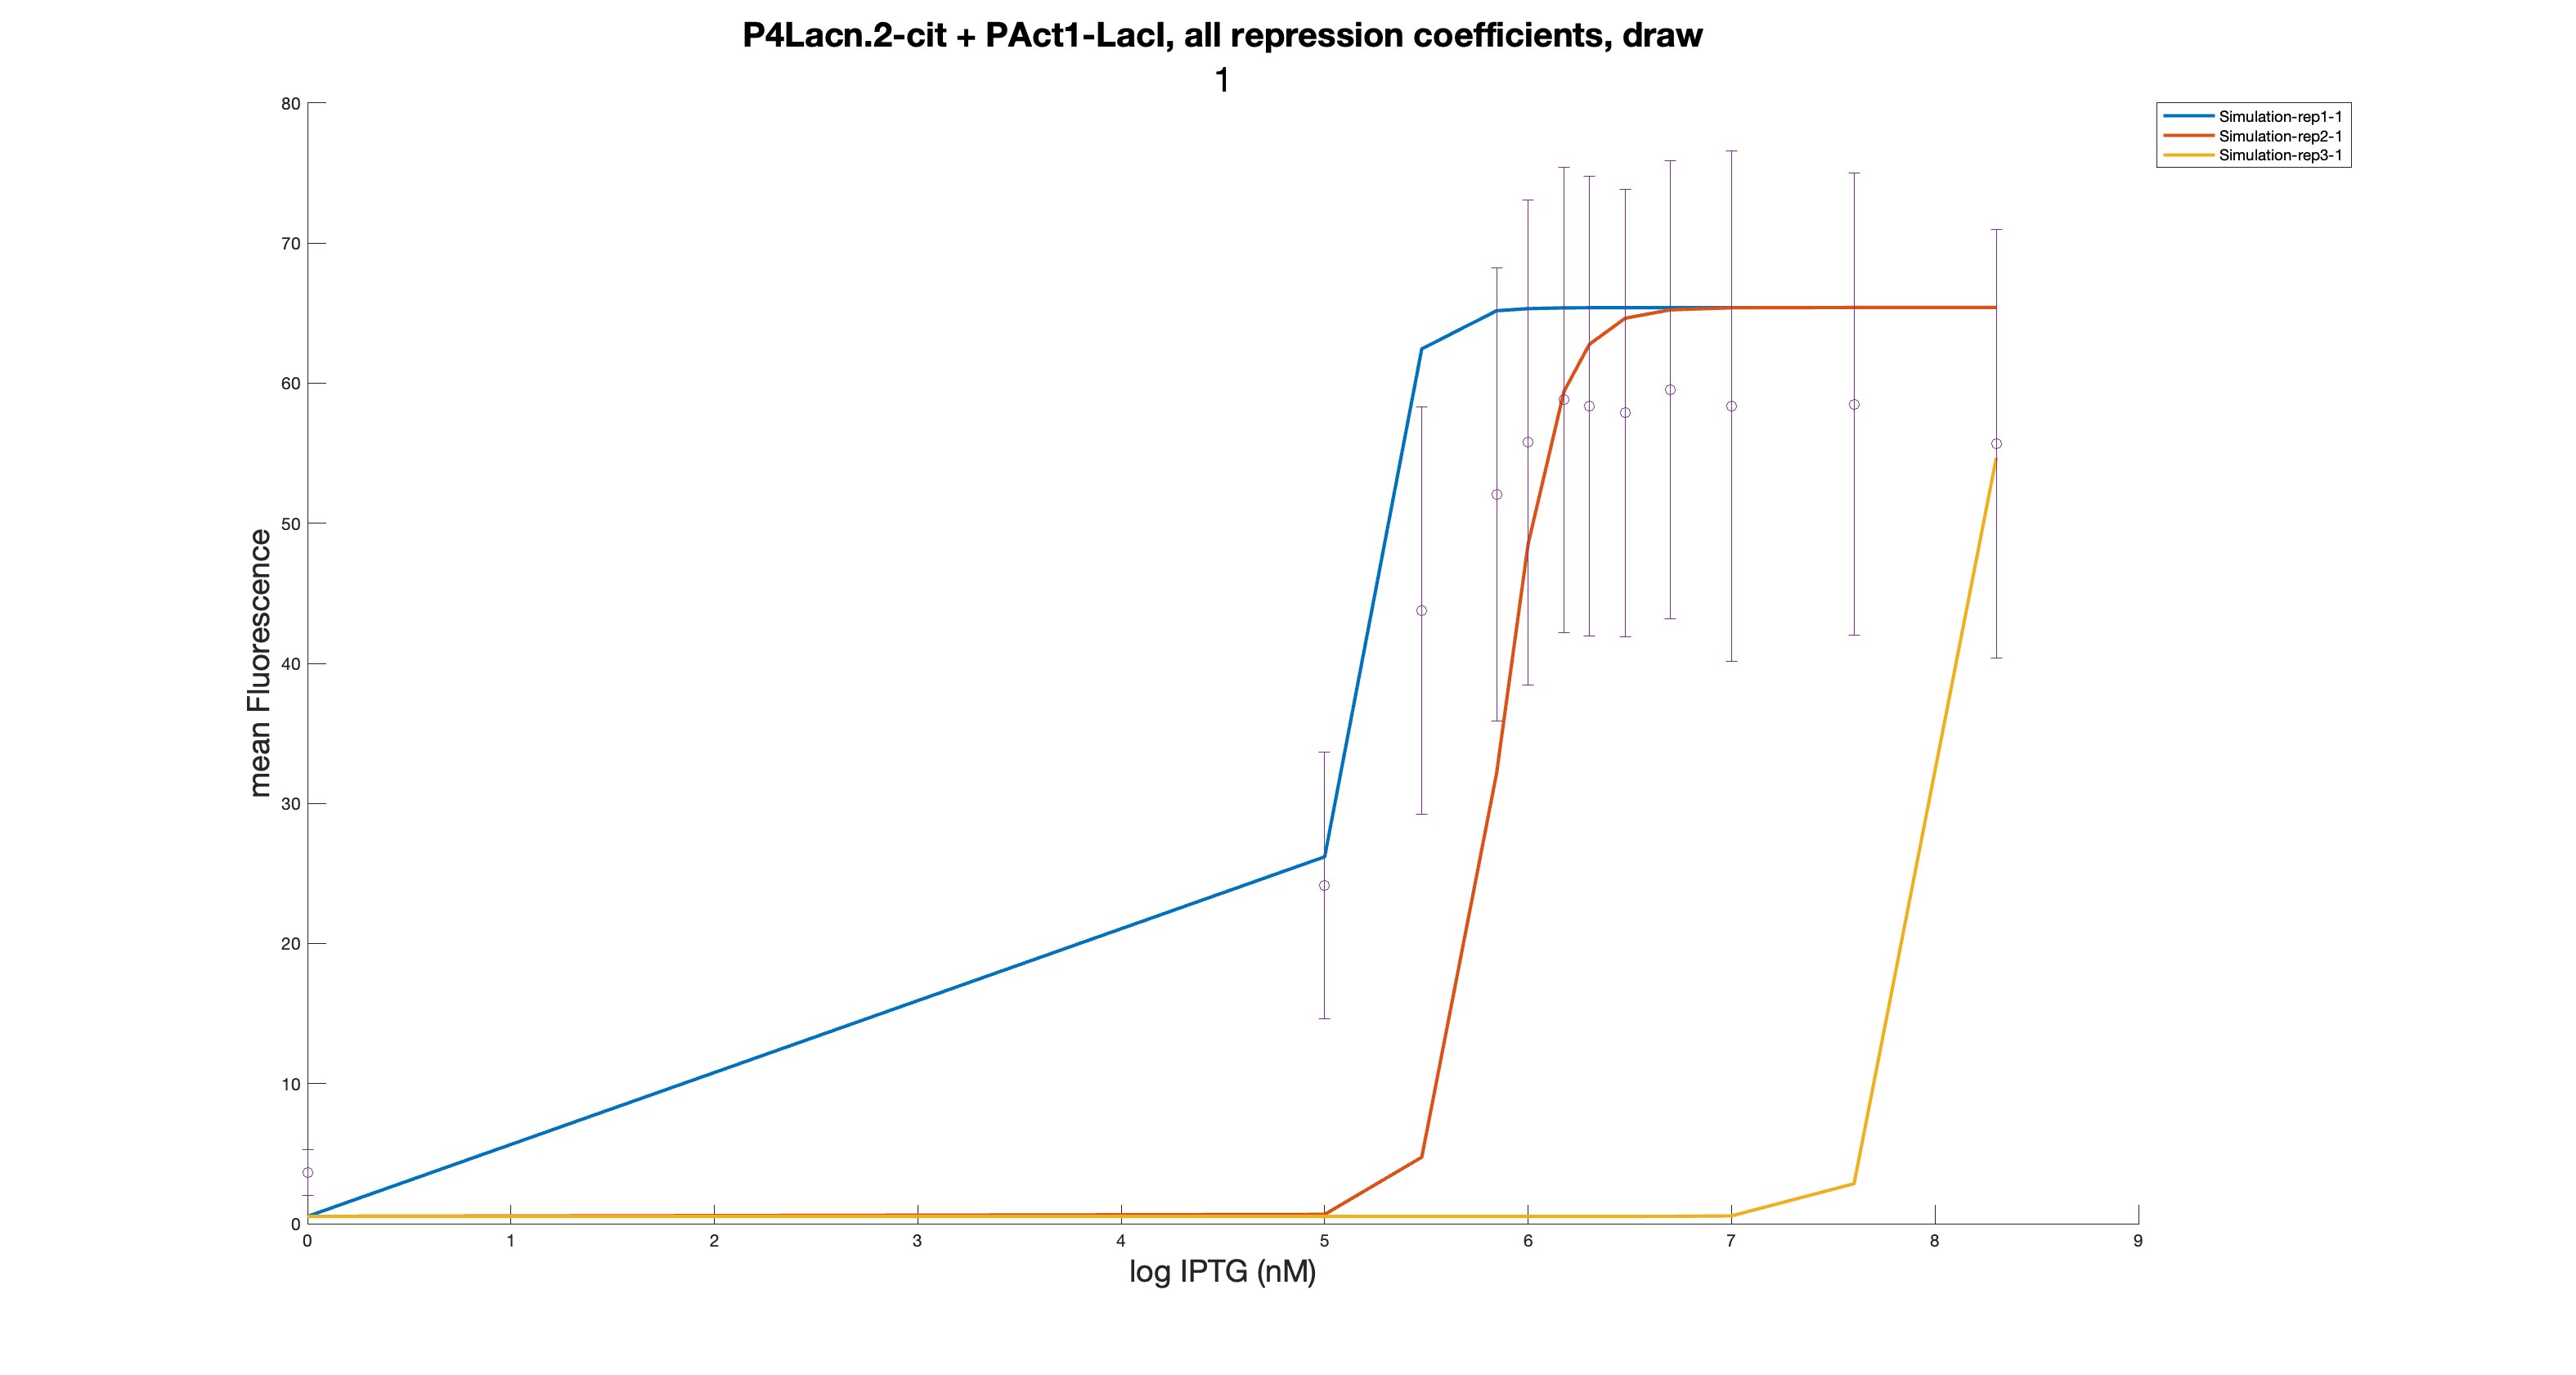 P4Lacn.2-cit + PAct1-LacI, all repression coefficients, draw
1
80
70
60
50
40
30
20
10
0
mean Fluorescence
0 1 2 3 4 5 6 7 8 9
log IPTG (nM)
Simulation-rep1-1
Simulation-rep2-1
Simulation-rep3-1